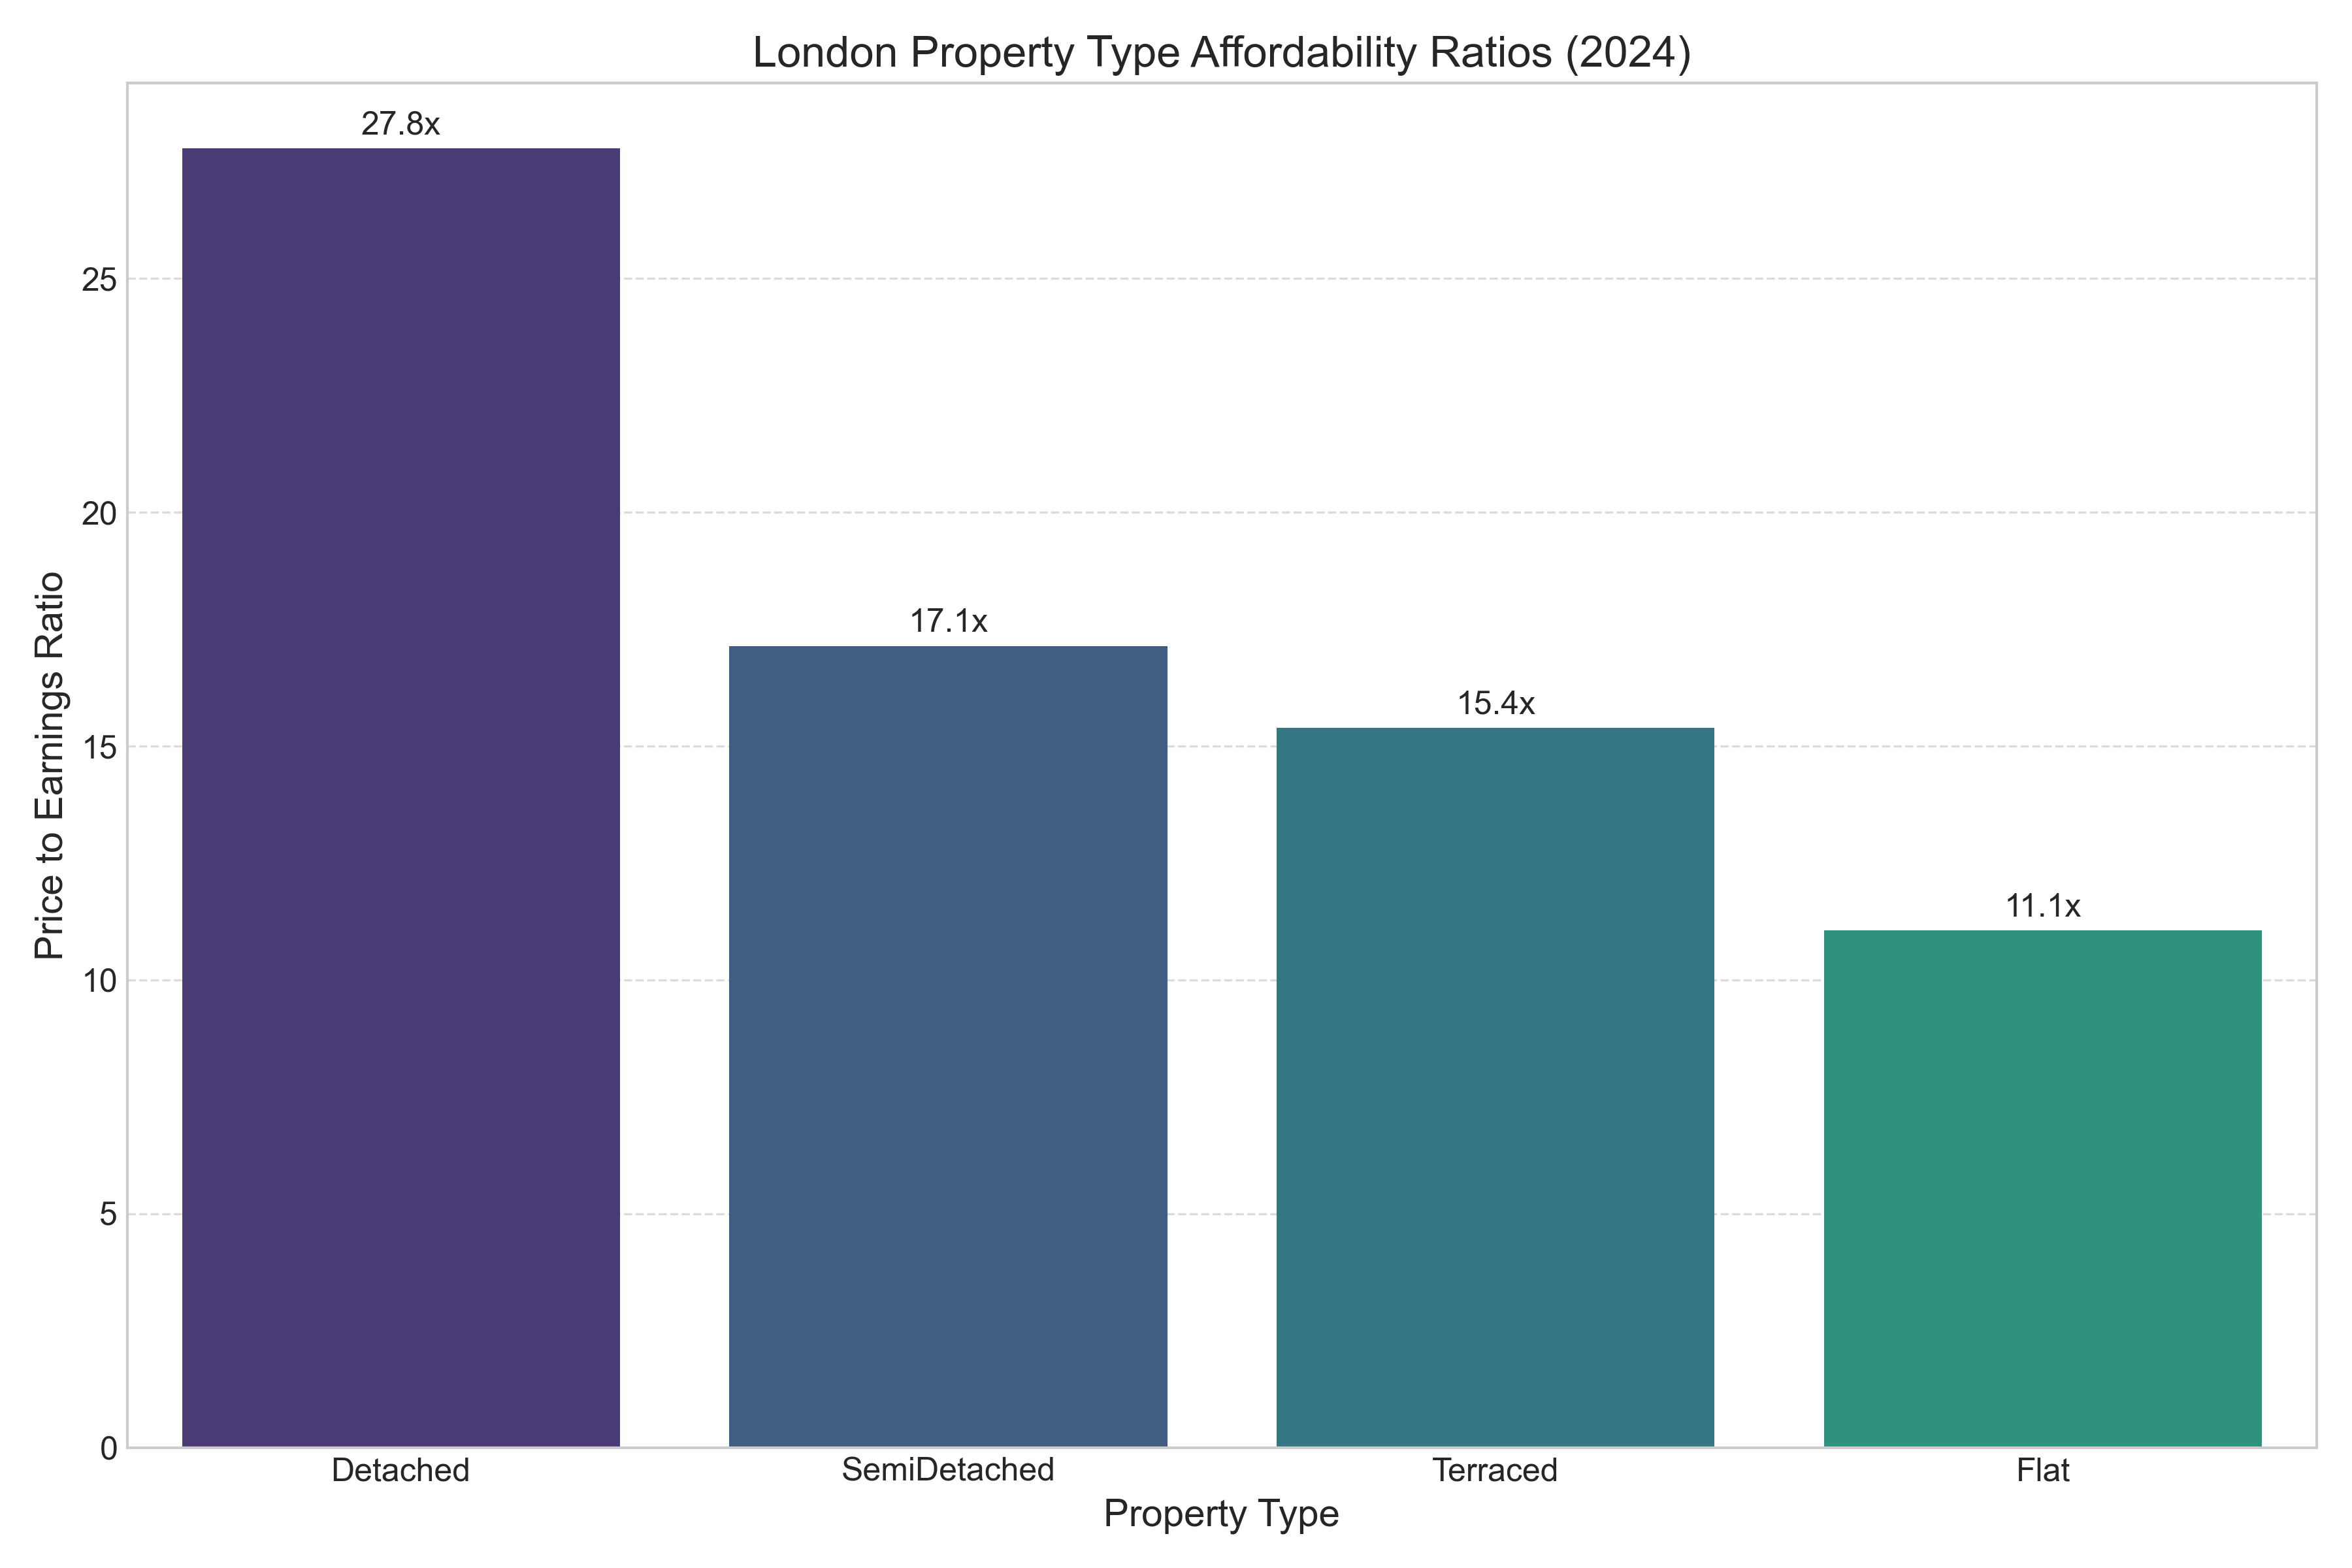 London Property Type Affordability Ratios (2024)
27.8x
17.1x
15.4x
11.1x
Price to Earnings Ratio
25
20
15
10
5
0
Detached
SemiDetached
Terraced
Flat
Property Type